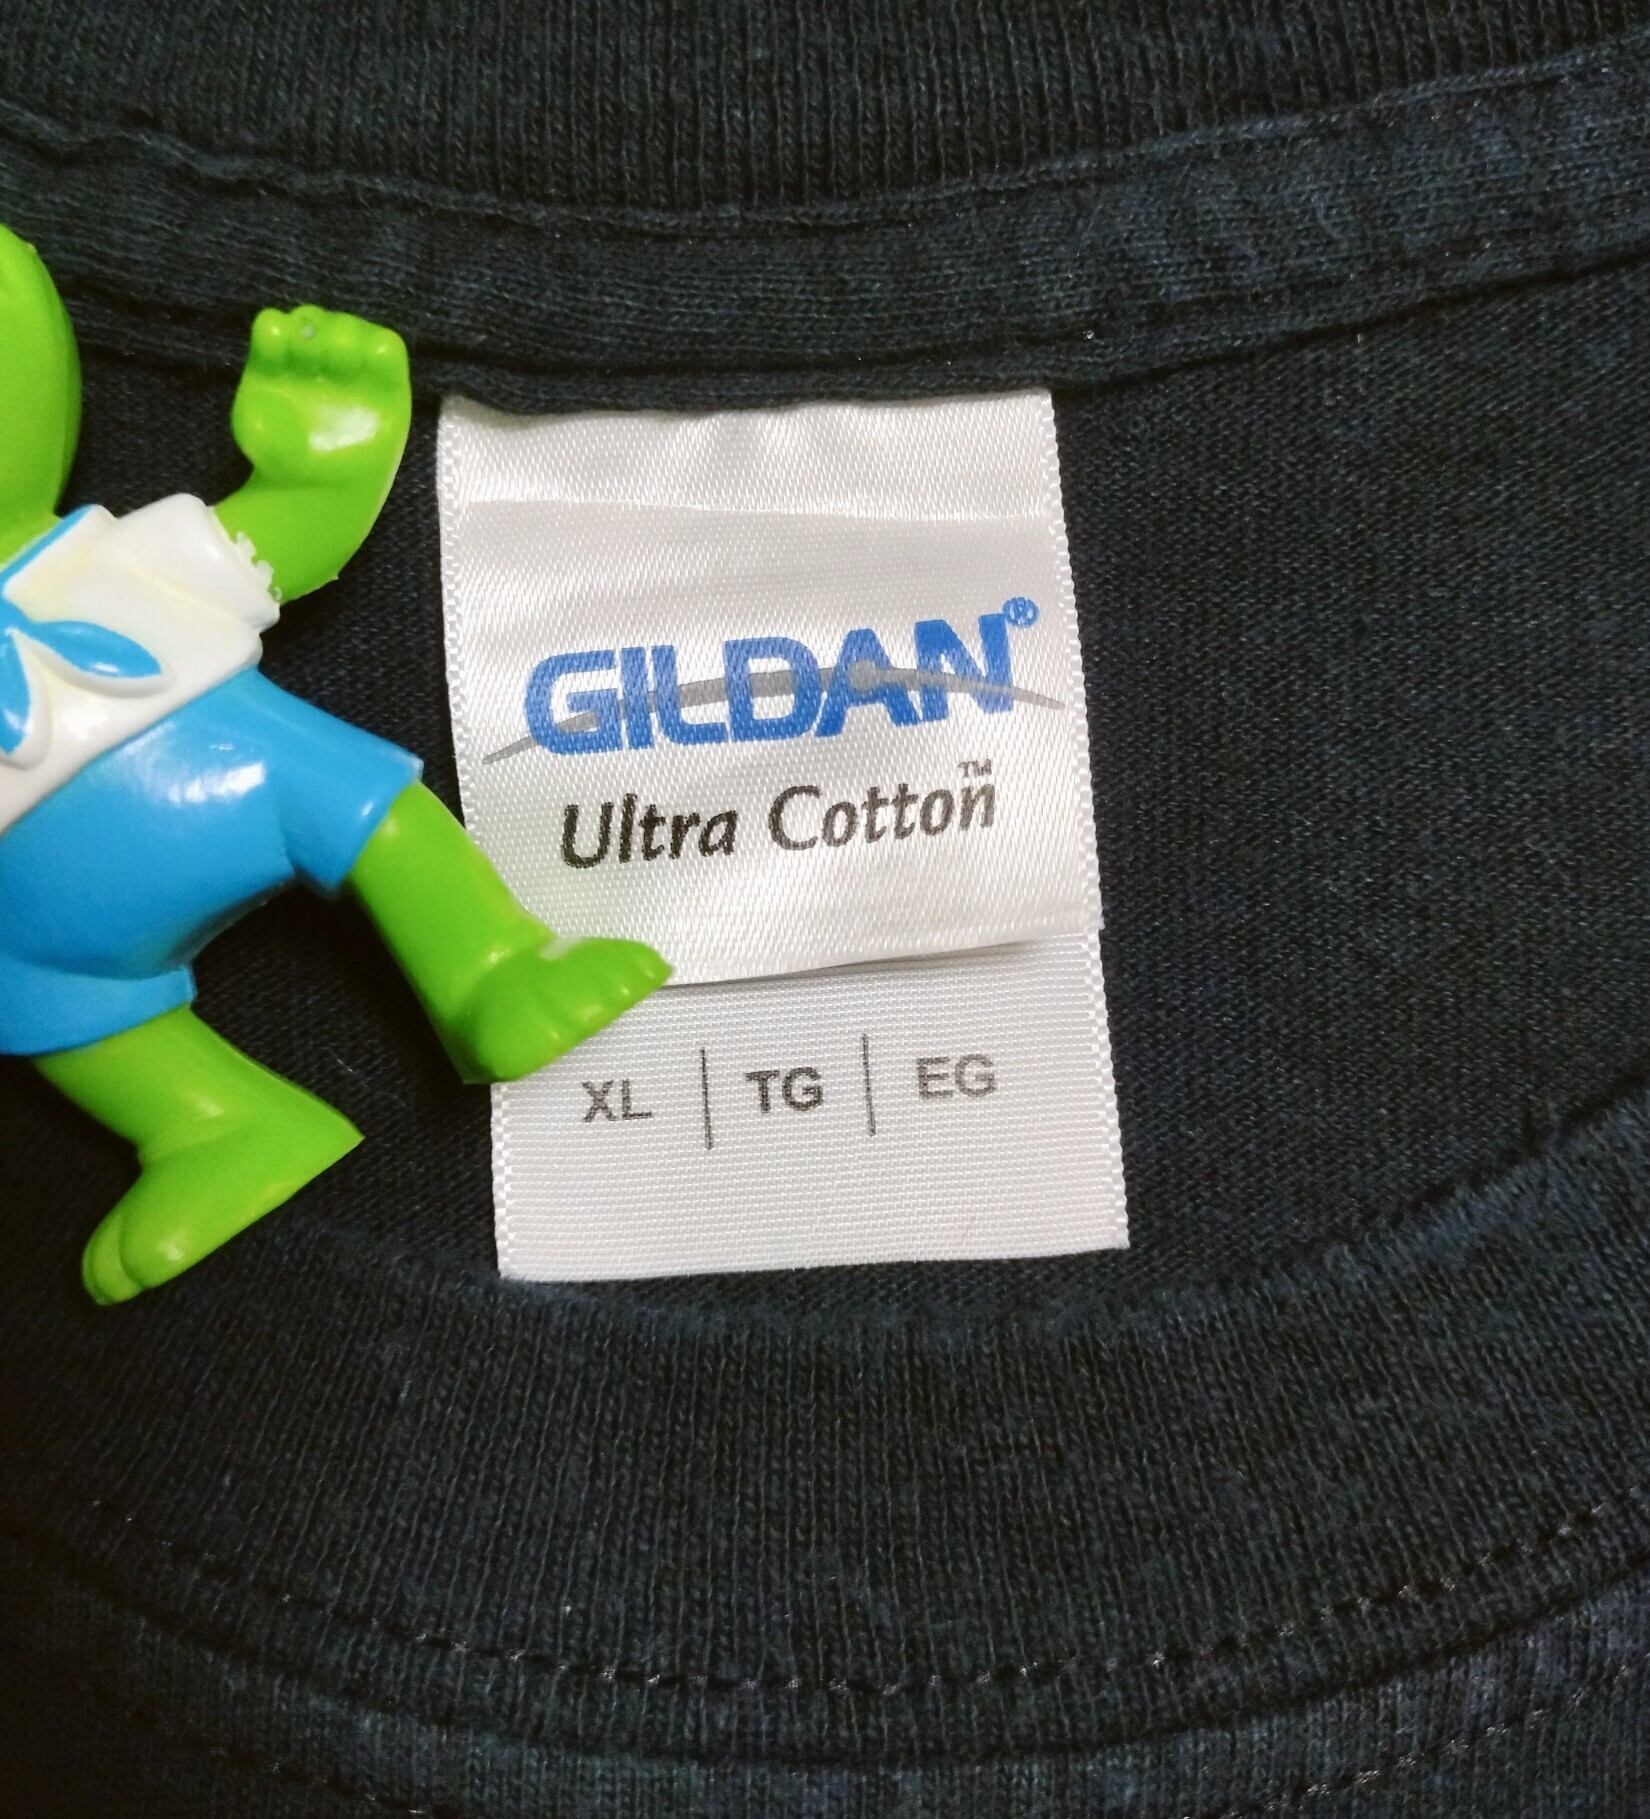 GILDAN®
Ultra Cotton™
XL | TG | EG